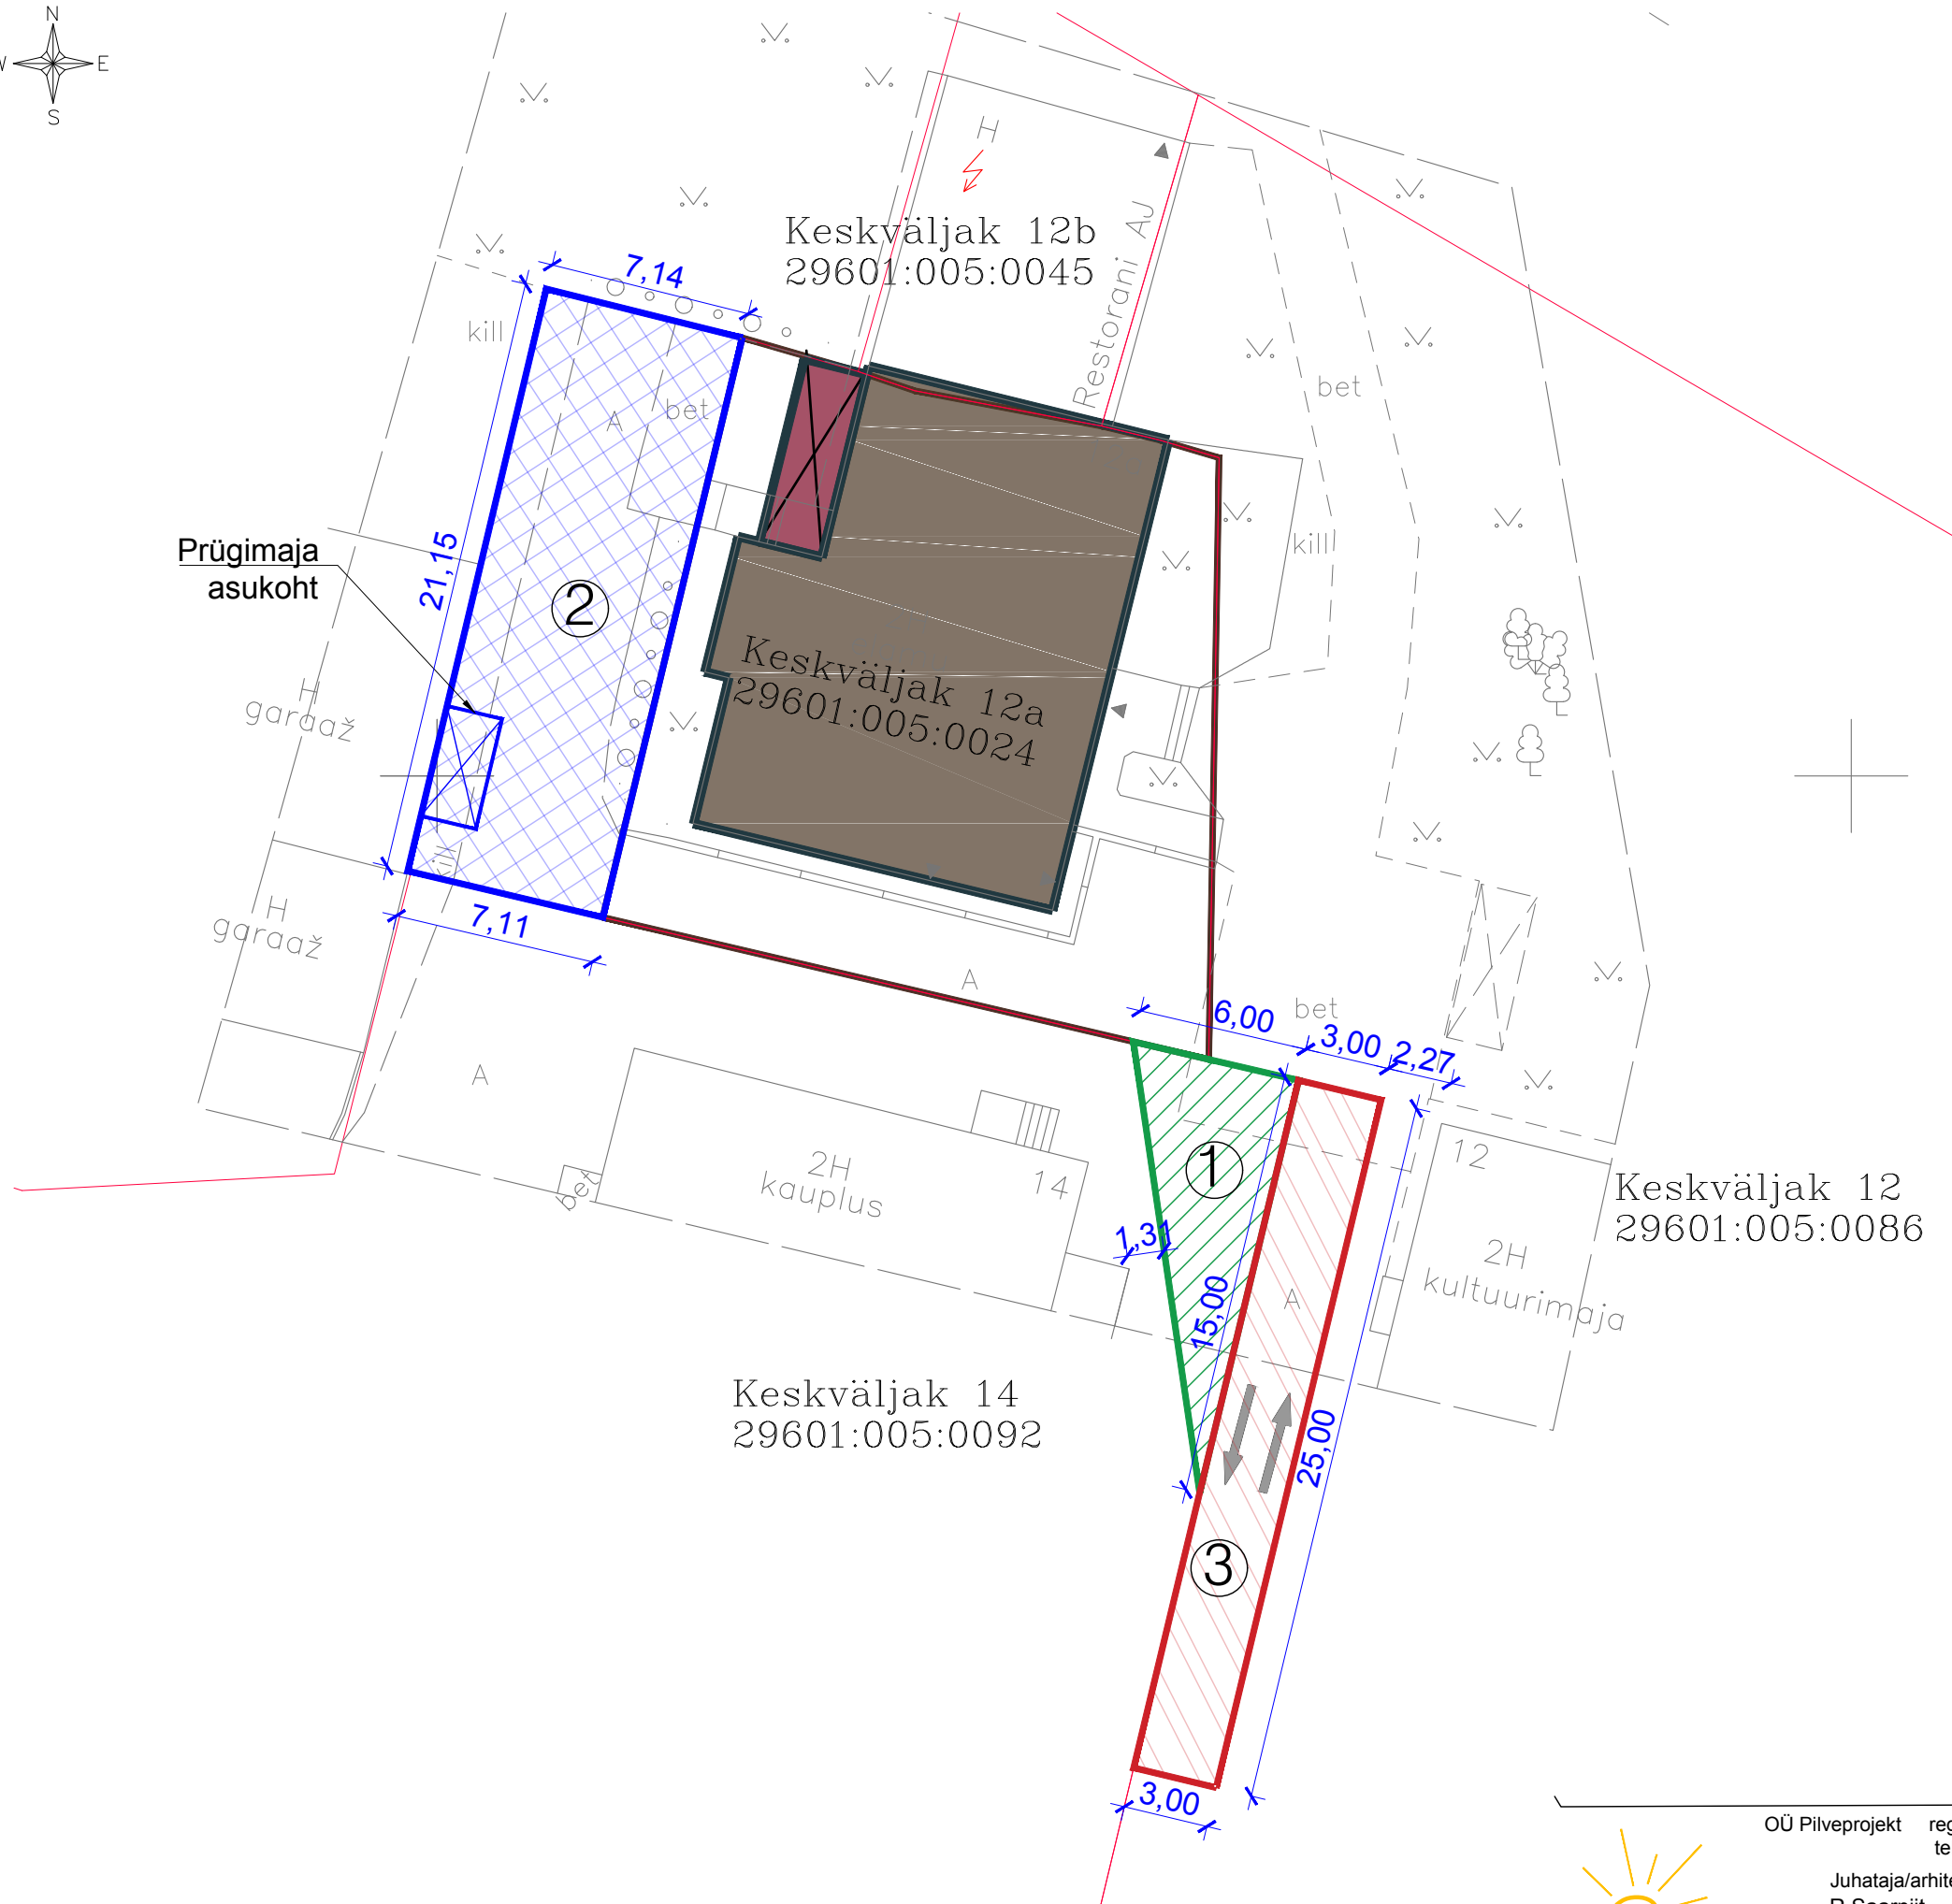 N
E
S
H
Keskväljak 12b
29601:005:0045
Restorani AJ
7,14
kill
bet
A
bet
kill
Prügimaja
asukoht
21,15
2
Keskväljak 12a
29601:005:0024
H
garaaž
H
garaaž
7,11
A
bet
6,00
3,00
2,27
A
2H
kauplus
14
bet
1
12
Keskväljak 12
29601:005:0086
1,31
2H
kultuurimaja
15,00
A
Keskväljak 14
29601:005:0092
25,00
3
3,00
OÜ Pilveprojekt